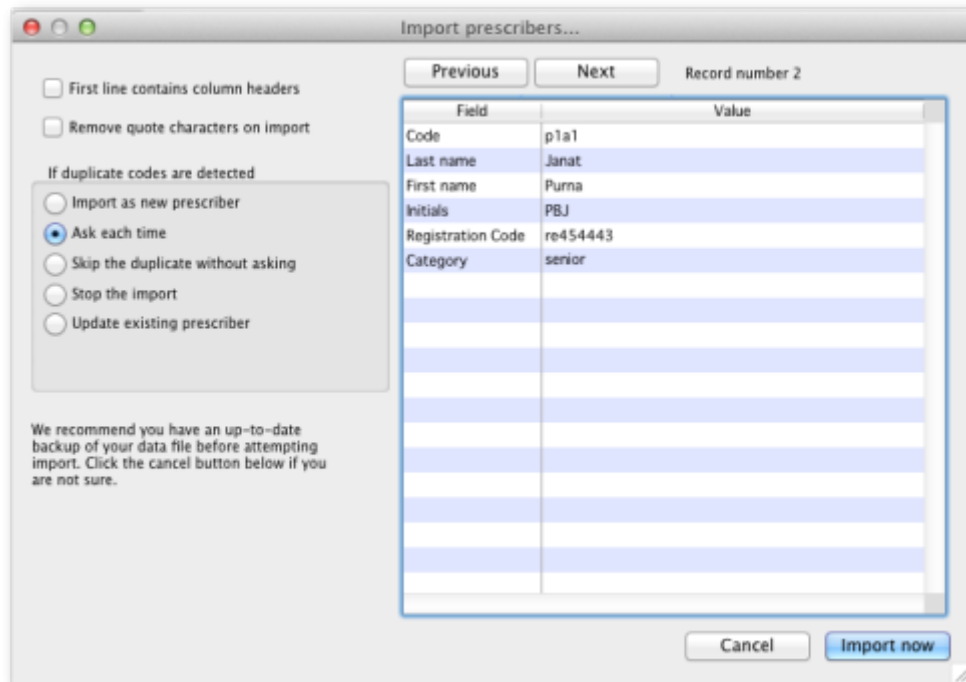 Import prescribers...
First line contains column headers
Remove quote characters on import
If duplicate codes are detected
Import as new prescriber
Ask each time
Skip the duplicate without asking
Stop the import
Update existing prescriber
We recommend you have an up-to-date
backup of your data file before attempting
import. Click the cancel button below if you
are not sure.
Previous Next Record number 2
Field Value
Code p1a1
Last name Janat
First name Purna
Initials PBJ
Registration Code re454443
Category senior
Cancel Import now